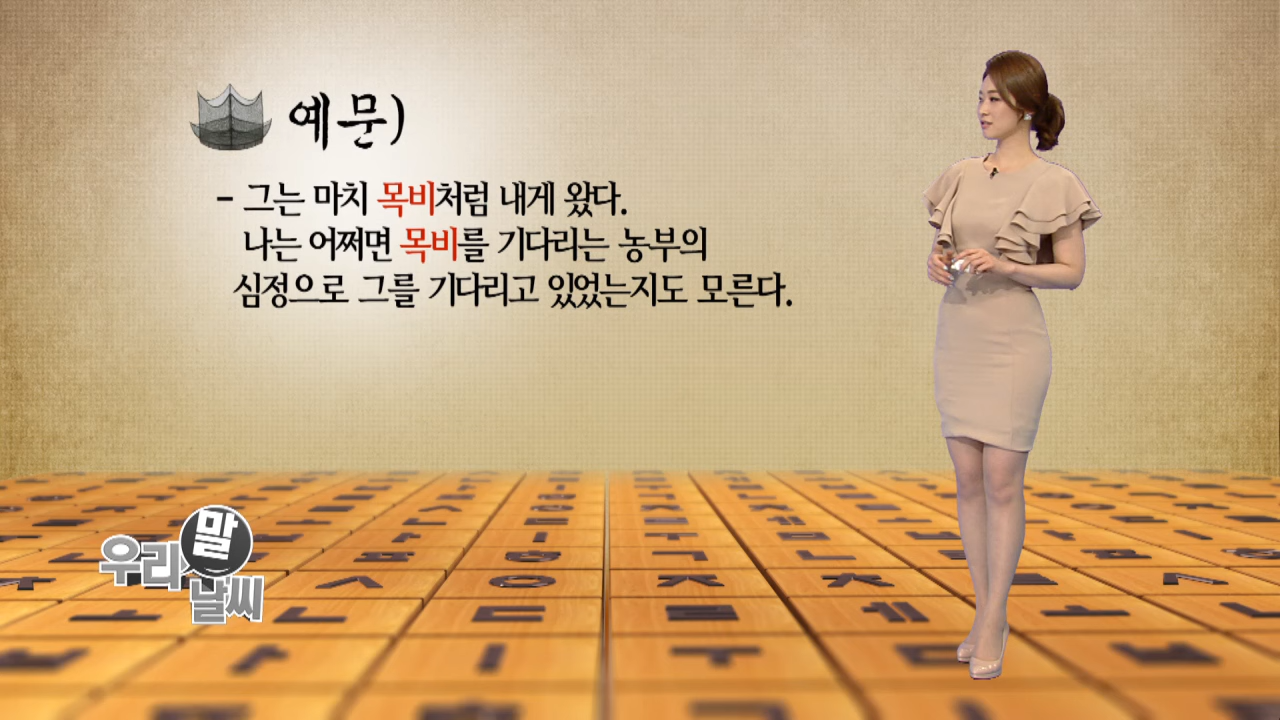 예문)
- 그는 마치 목비처럼 내게 왔다.
나는 어쩌면 목비를 기다리는 농부의
심정으로 그를 기다리고 있었는지도 모른다.
우리말
날씨